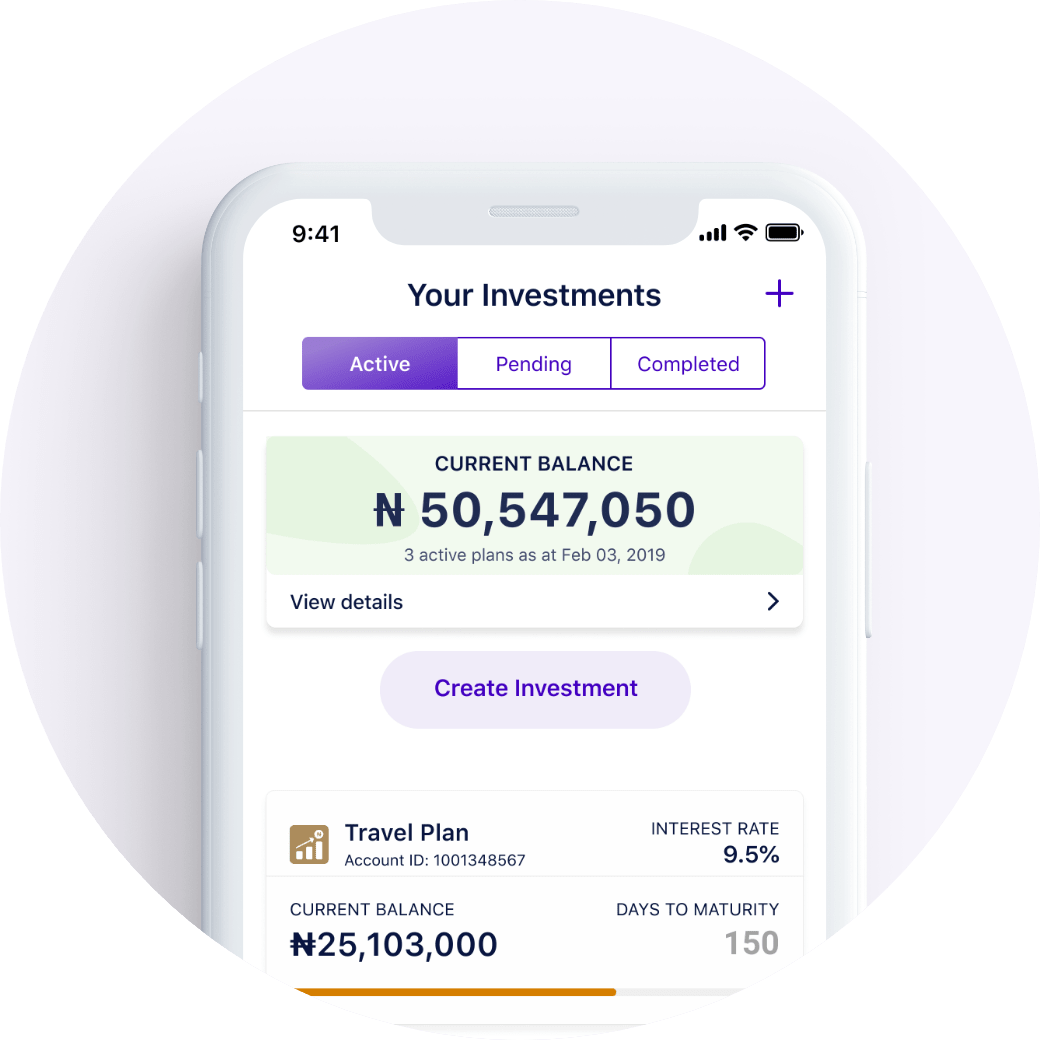 9:41
Your Investments
Active Pending Completed
CURRENT BALANCE
₦ 50,547,050
3 active plans as at Feb 03, 2019
View details
Create Investment
Travel Plan
Account ID: 1001348567
INTEREST RATE
9.5%
CURRENT BALANCE
₦25,103,000
DAYS TO MATURITY
150